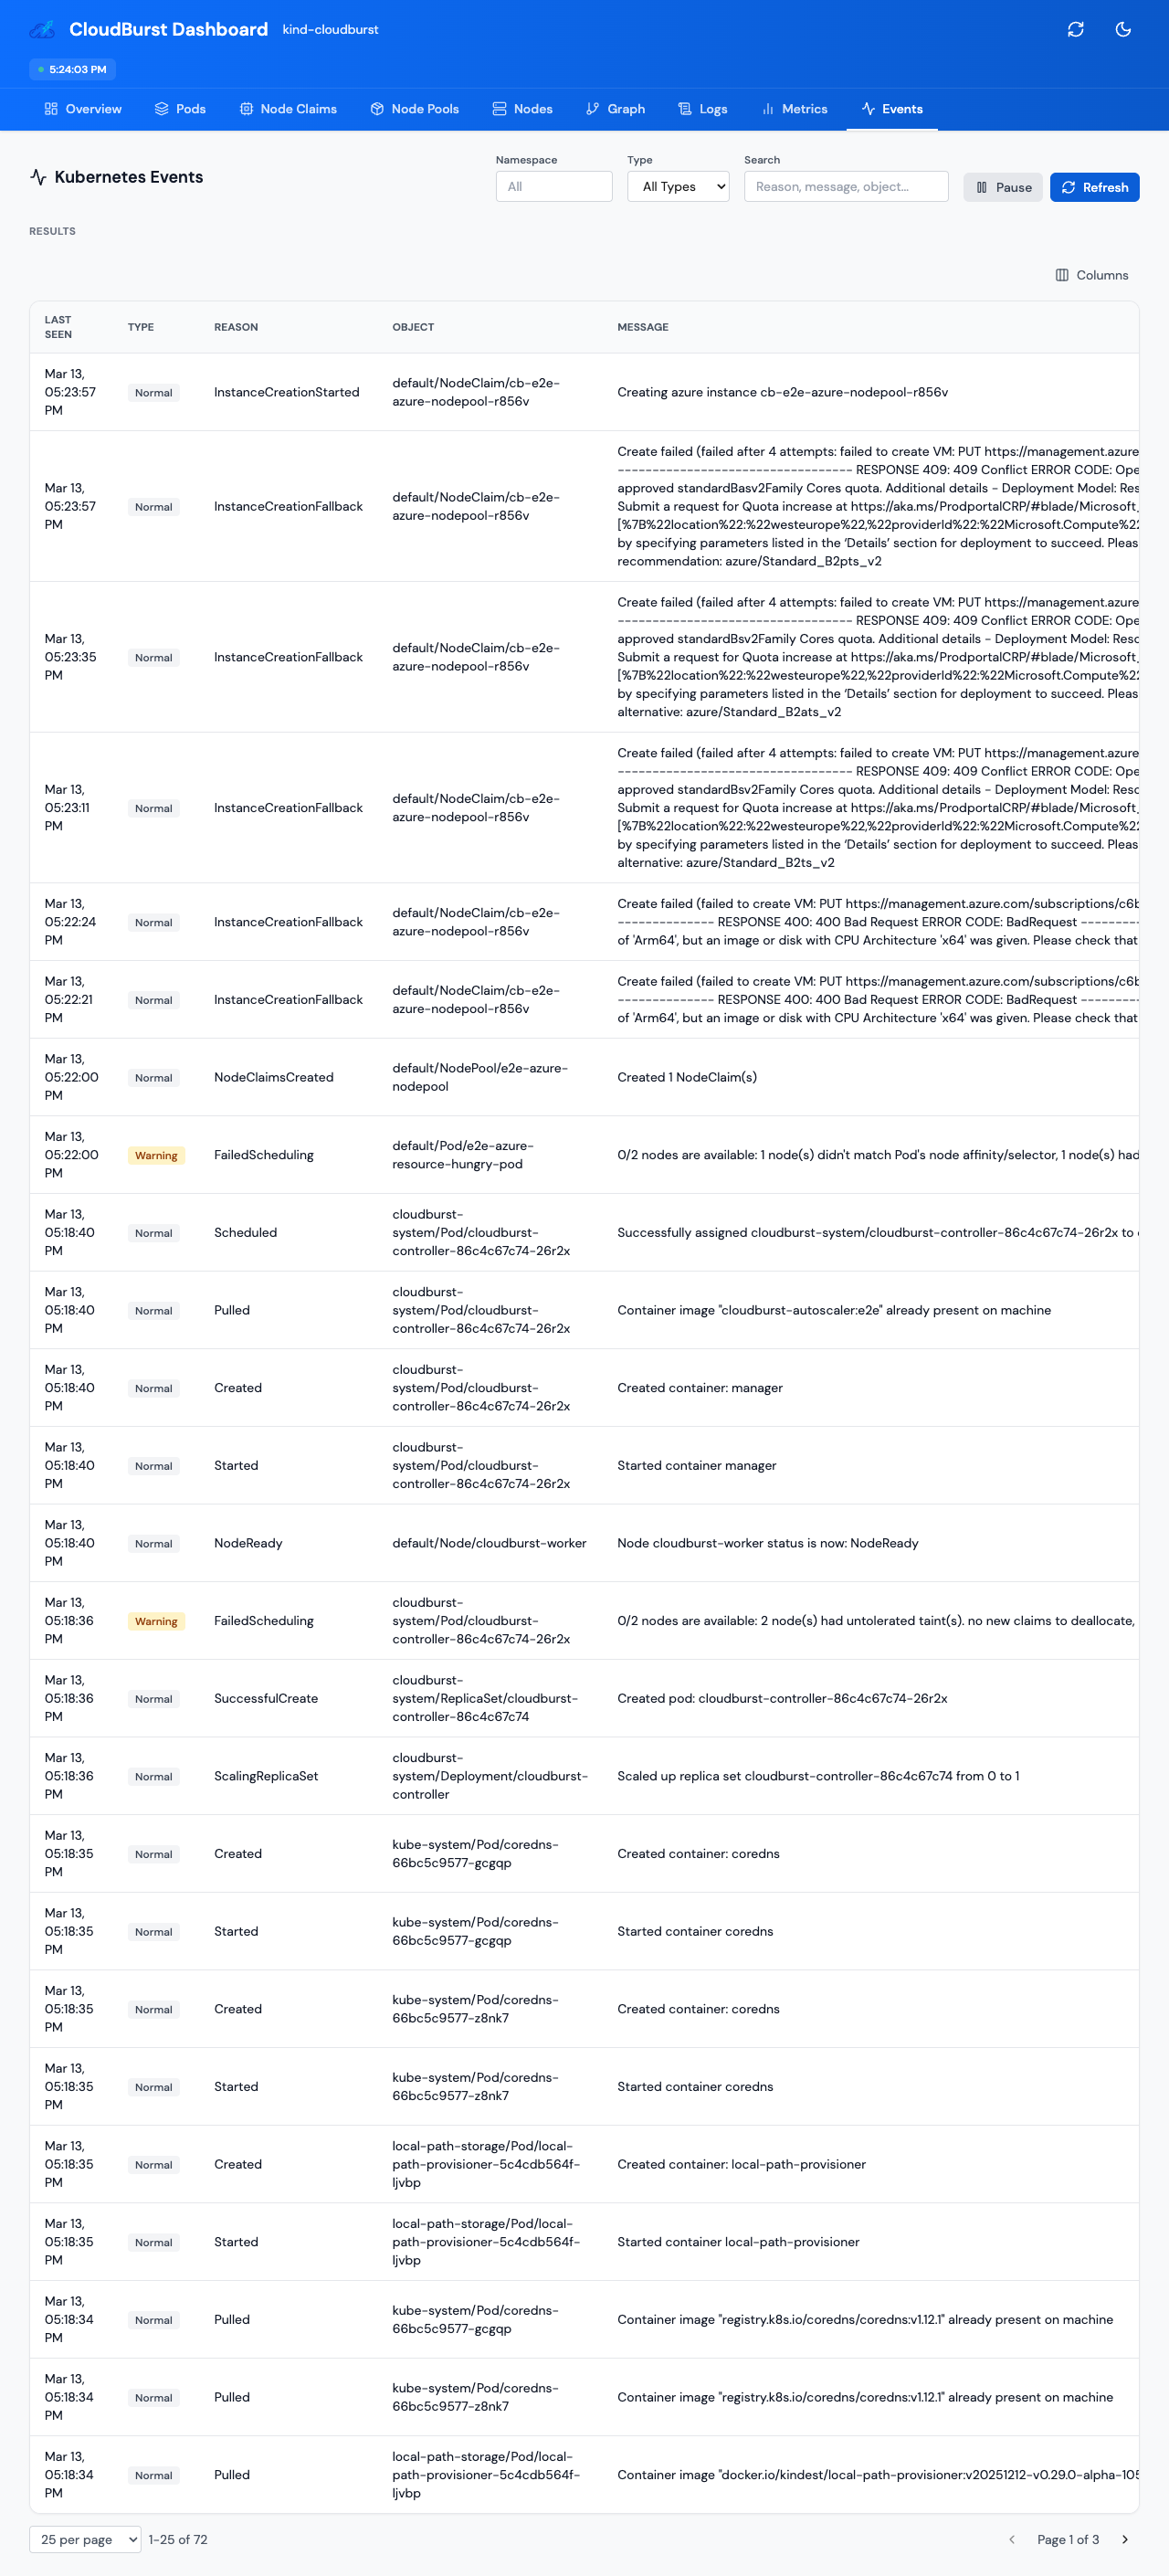 CloudBurst Dashboard kind-cloudburst
5:24:03 PM
Overview Pods Node Claims Node Pools Nodes Graph Logs Metrics Events
Kubernetes Events
Namespace Type Search
All All Types Reason, message, object... Pause Refresh
RESULTS
Columns
LAST SEEN TYPE REASON OBJECT MESSAGE
Mar 13, 05:23:57 PM Normal InstanceCreationStarted default/NodeClaim/cb-e2e-azure-nodepool-r856v Creating azure instance cb-e2e-azure-nodepool-r856v
Mar 13, 05:23:57 PM Normal InstanceCreationFallback default/NodeClaim/cb-e2e-azure-nodepool-r856v
Create failed (failed after 4 attempts: failed to create VM: PUT https://management.azure
---------------------------------- RESPONSE 409: 409 Conflict ERROR CODE: Ope
approved standardBasv2Family Cores quota. Additional details - Deployment Model: Res
Submit a request for Quota increase at https://aka.ms/ProdportalCRP/#blade/Microsoft_
[%7B%22location%22:%22westeurope%22,%22providerId%22:%22Microsoft.Compute%22
by specifying parameters listed in the ‘Details’ section for deployment to succeed. Pleas
recommendation: azure/Standard_B2pts_v2
Mar 13, 05:23:35 PM Normal InstanceCreationFallback default/NodeClaim/cb-e2e-azure-nodepool-r856v
Create failed (failed after 4 attempts: failed to create VM: PUT https://management.azure
---------------------------------- RESPONSE 409: 409 Conflict ERROR CODE: Ope
approved standardBsv2Family Cores quota. Additional details - Deployment Model: Resc
Submit a request for Quota increase at https://aka.ms/ProdportalCRP/#blade/Microsoft_
[%7B%22location%22:%22westeurope%22,%22providerId%22:%22Microsoft.Compute%22
by specifying parameters listed in the ‘Details’ section for deployment to succeed. Pleas
alternative: azure/Standard_B2ats_v2
Mar 13, 05:23:11 PM Normal InstanceCreationFallback default/NodeClaim/cb-e2e-azure-nodepool-r856v
Create failed (failed after 4 attempts: failed to create VM: PUT https://management.azure
---------------------------------- RESPONSE 409: 409 Conflict ERROR CODE: Ope
approved standardBsv2Family Cores quota. Additional details - Deployment Model: Resc
Submit a request for Quota increase at https://aka.ms/ProdportalCRP/#blade/Microsoft_
[%7B%22location%22:%22westeurope%22,%22providerId%22:%22Microsoft.Compute%22
by specifying parameters listed in the ‘Details’ section for deployment to succeed. Pleas
alternative: azure/Standard_B2ts_v2
Mar 13, 05:22:24 PM Normal InstanceCreationFallback default/NodeClaim/cb-e2e-azure-nodepool-r856v
Create failed (failed to create VM: PUT https://management.azure.com/subscriptions/c6b
-------------- RESPONSE 400: 400 Bad Request ERROR CODE: BadRequest ---------
of 'Arm64', but an image or disk with CPU Architecture 'x64' was given. Please check that
Mar 13, 05:22:21 PM Normal InstanceCreationFallback default/NodeClaim/cb-e2e-azure-nodepool-r856v
Create failed (failed to create VM: PUT https://management.azure.com/subscriptions/c6b
-------------- RESPONSE 400: 400 Bad Request ERROR CODE: BadRequest ---------
of 'Arm64', but an image or disk with CPU Architecture 'x64' was given. Please check that
Mar 13, 05:22:00 PM Normal NodeClaimsCreated default/NodePool/e2e-azure-nodepool Created 1 NodeClaim(s)
Mar 13, 05:22:00 PM Warning FailedScheduling default/Pod/e2e-azure-resource-hungry-pod 0/2 nodes are available: 1 node(s) didn't match Pod's node affinity/selector, 1 node(s) had
Mar 13, 05:18:40 PM Normal Scheduled cloudburst-system/Pod/cloudburst-controller-86c4c67c74-26r2x Successfully assigned cloudburst-system/cloudburst-controller-86c4c67c74-26r2x to
Mar 13, 05:18:40 PM Normal Pulled cloudburst-system/Pod/cloudburst-controller-86c4c67c74-26r2x Container image "cloudburst-autoscaler:e2e" already present on machine
Mar 13, 05:18:40 PM Normal Created cloudburst-system/Pod/cloudburst-controller-86c4c67c74-26r2x Created container: manager
Mar 13, 05:18:40 PM Normal Started cloudburst-system/Pod/cloudburst-controller-86c4c67c74-26r2x Started container manager
Mar 13, 05:18:40 PM Normal NodeReady default/Node/cloudburst-worker Node cloudburst-worker status is now: NodeReady
Mar 13, 05:18:36 PM Warning FailedScheduling cloudburst-system/Pod/cloudburst-controller-86c4c67c74-26r2x 0/2 nodes are available: 2 node(s) had untolerated taint(s). no new claims to deallocate,
Mar 13, 05:18:36 PM Normal SuccessfulCreate cloudburst-system/ReplicaSet/cloudburst-controller-86c4c67c74 Created pod: cloudburst-controller-86c4c67c74-26r2x
Mar 13, 05:18:36 PM Normal ScalingReplicaSet cloudburst-system/Deployment/cloudburst-controller Scaled up replica set cloudburst-controller-86c4c67c74 from 0 to 1
Mar 13, 05:18:35 PM Normal Created kube-system/Pod/coredns-66bc5c9577-gcgqp Created container: coredns
Mar 13, 05:18:35 PM Normal Started kube-system/Pod/coredns-66bc5c9577-gcgqp Started container coredns
Mar 13, 05:18:35 PM Normal Created kube-system/Pod/coredns-66bc5c9577-z8nk7 Created container: coredns
Mar 13, 05:18:35 PM Normal Started kube-system/Pod/coredns-66bc5c9577-z8nk7 Started container coredns
Mar 13, 05:18:35 PM Normal Created local-path-storage/Pod/local-path-provisioner-5c4cdb564f-ljvbp Created container: local-path-provisioner
Mar 13, 05:18:35 PM Normal Started local-path-storage/Pod/local-path-provisioner-5c4cdb564f-ljvbp Started container local-path-provisioner
Mar 13, 05:18:34 PM Normal Pulled kube-system/Pod/coredns-66bc5c9577-gcgqp Container image "registry.k8s.io/coredns/coredns:v1.12.1" already present on machine
Mar 13, 05:18:34 PM Normal Pulled kube-system/Pod/coredns-66bc5c9577-z8nk7 Container image "registry.k8s.io/coredns/coredns:v1.12.1" already present on machine
Mar 13, 05:18:34 PM Normal Pulled local-path-storage/Pod/local-path-provisioner-5c4cdb564f-ljvbp Container image "docker.io/kindest/local-path-provisioner:v20251212-v0.29.0-alpha-105
25 per page 1-25 of 72 Page 1 of 3